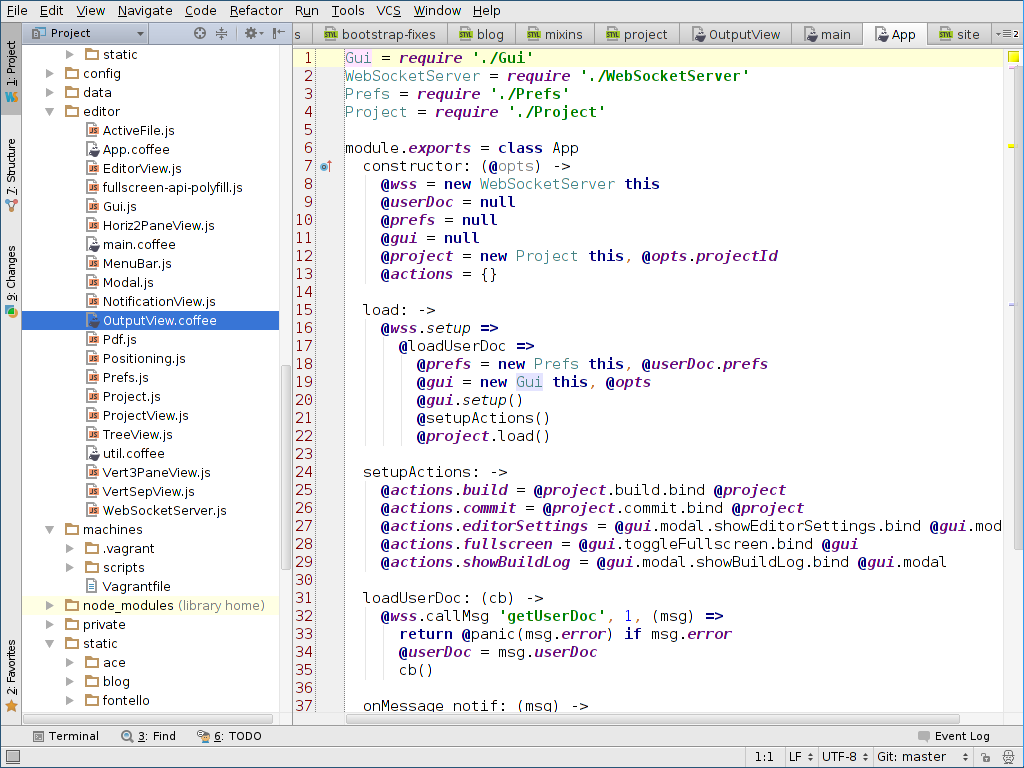 File Edit View Navigate Code Refactor Run Tools VCS Window Help
Project
s bootstrap-fixes blog mixins project OutputView main App site 2
1: Project
7: Structure
9: Changes
2: Favorites
static
config
data
editor
ActiveFile.js
App.coffee
EditorView.js
fullscreen-api-polyfill.js
Gui.js
Horiz2PaneView.js
main.coffee
MenuBar.js
Modal.js
NotificationView.js
OutputView.coffee
Pdf.js
Positioning.js
Prefs.js
Project.js
ProjectView.js
TreeView.js
util.coffee
Vert3PaneView.js
VertSepView.js
WebSocketServer.js
machines
.vagrant
scripts
Vagrantfile
node_modules (library home)
private
static
ace
blog
fontello
1 Gui = require './Gui'
2 WebSocketServer = require './WebSocketServer'
3 Prefs = require './Prefs'
4 Project = require './Project'
5
6 module.exports = class App
7 constructor: (@opts) ->
8 @wss = new WebSocketServer this
9 @userDoc = null
10 @prefs = null
11 @gui = null
12 @project = new Project this, @opts.projectId
13 @actions = {}
14
15 load: ->
16 @wss.setup =>
17 @loadUserDoc =>
18 @prefs = new Prefs this, @userDoc.prefs
19 @gui = new Gui this, @opts
20 @gui.setup()
21 @setupActions()
22 @project.load()
23
24 setupActions: ->
25 @actions.build = @project.build.bind @project
26 @actions.commit = @project.commit.bind @project
27 @actions.editorSettings = @gui.modal.showEditorSettings.bind @gui.mod
28 @actions.fullscreen = @gui.toggleFullscreen.bind @gui
29 @actions.showBuildLog = @gui.modal.showBuildLog.bind @gui.modal
30
31 loadUserDoc: (cb) ->
32 @wss.callMsg 'getUserDoc', 1, (msg) =>
33 return @panic(msg.error) if msg.error
34 @userDoc = msg.userDoc
35 cb()
36
37 onMessage notif: (msg) ->
Terminal 3: Find 6: TODO Event Log
1:1 LF UTF-8 Git: master